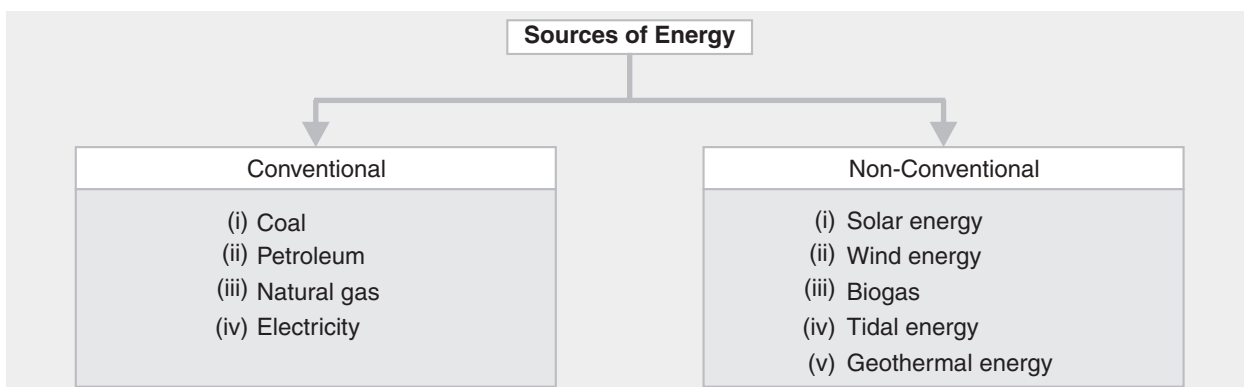 Sources of Energy
Conventional
(i) Coal
(ii) Petroleum
(iii) Natural gas
(iv) Electricity
Non-Conventional
(i) Solar energy
(ii) Wind energy
(iii) Biogas
(iv) Tidal energy
(v) Geothermal energy